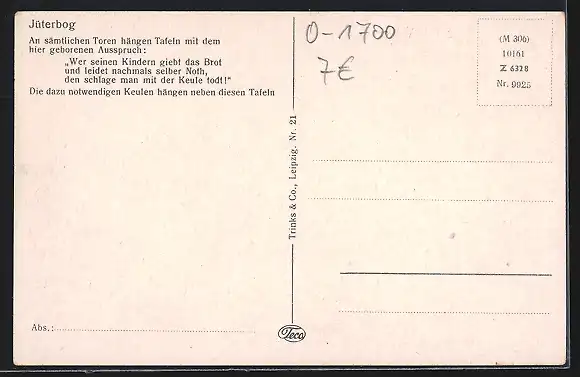 Jüterbog
An sämtlichen Toren hängen Tafeln mit dem
hier geborenen Ausspruch:
„Wer seinen Kindern giebt das Brot
und leidet nachmals selber Noth,
den schlage man mit der Keule todt!“
Die dazu notwendigen Keulen hängen neben diesen Tafeln
Abs.:
Trinks & Co., Leipzig. Nr. 21
Teco
O-1700
7€
(M 306)
10161
Z 6328
Nr. 9925